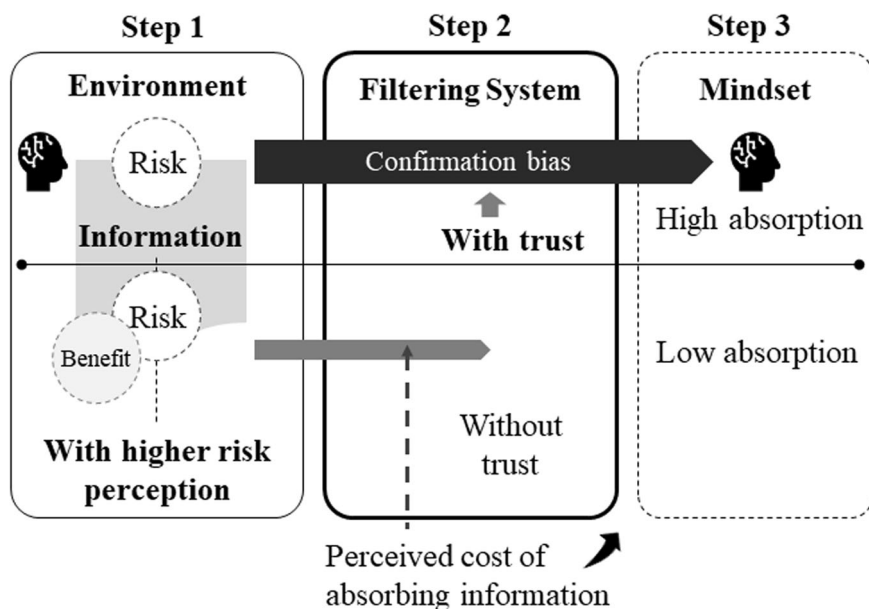 Step 1
Step 2
Step 3
Environment
Filtering System
Mindset
Risk
Confirmation bias
Information
With trust
High absorption
Risk
Benefit
Low absorption
Without
trust
With higher risk
perception
Perceived cost of
absorbing information